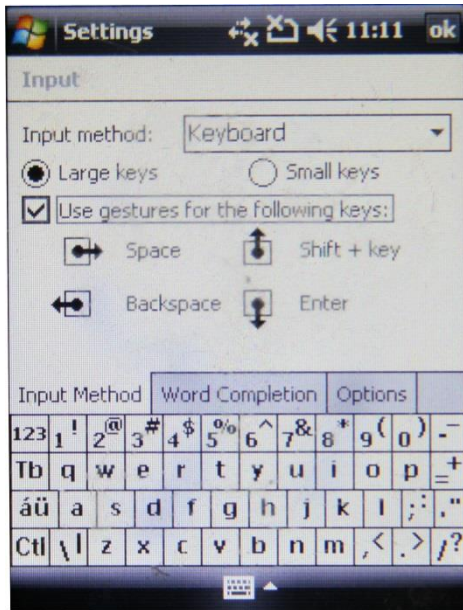 Settings 11:11 ok
Input
Input method: Keyboard
Large keys Small keys
Use gestures for the following keys:
Space Shift + key
Backspace Enter
Input Method Word Completion Options
123 1! 2@ 3# 4$ 5% 6^ 7& 8* 9( 0) -_
Tb q w e r t y u i o p =+
áü a s d f g h j k l ;: '"
Ctl \| z x c v b n m ,< .> /?